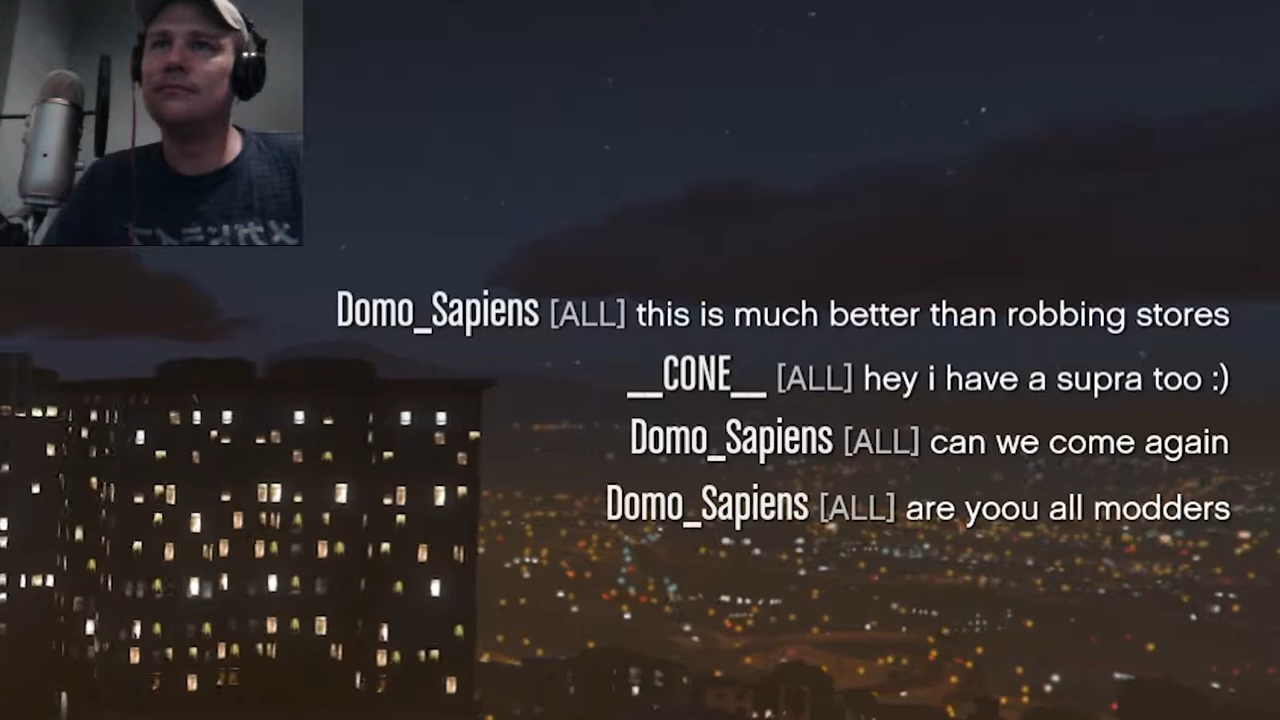 Domo_Sapiens [ALL] this is much better than robbing stores
__CONE__ [ALL] hey i have a supra too :)
Domo_Sapiens [ALL] can we come again
Domo_Sapiens [ALL] are yoou all modders